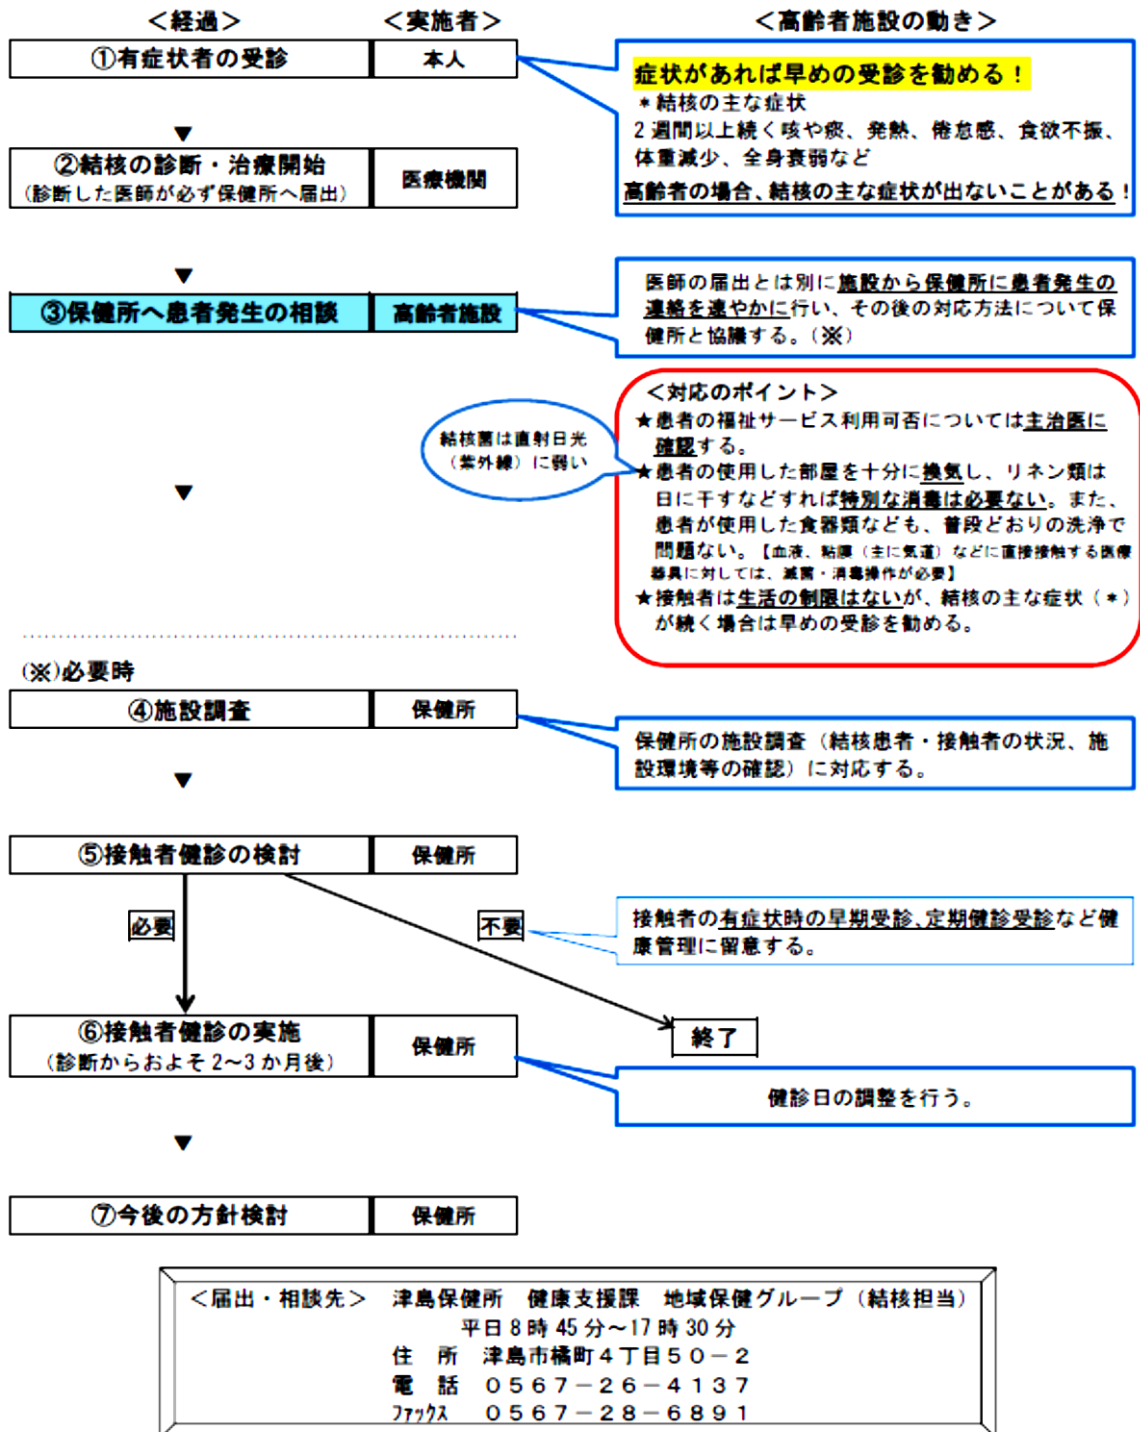 ＜経過＞　＜実施者＞　＜高齢者施設の動き＞
①有症状者の受診　本人
症状があれば早めの受診を勧める！
＊結核の主な症状
2週間以上続く咳や痰、発熱、倦怠感、食欲不振、
体重減少、全身衰弱など
高齢者の場合、結核の主な症状が出ないことがある！
②結核の診断・治療開始
(診断した医師が必ず保健所へ届出)
医療機関
③保健所へ患者発生の相談　高齢者施設
医師の届出とは別に施設から保健所に患者発生の
連絡を速やかに行い、その後の対応方法について保
健所と協議する。(※)
＜対応のポイント＞
★患者の福祉サービス利用可否については主治医に
確認する。
結核菌は直射日光
（紫外線）に弱い
★患者の使用した部屋を十分に換気し、リネン類は
日に干すなどすれば特別な消毒は必要ない。また、
患者が使用した食器類なども、普段どおりの洗浄で
問題ない。【血液、粘膜（主に気道）などに直接接触する医療
器具に対しては、滅菌・消毒操作が必要】
★接触者は生活の制限はないが、結核の主な症状（＊）
が続く場合は早めの受診を勧める。
(※)必要時
④施設調査　保健所
保健所の施設調査（結核患者・接触者の状況、施
設環境等の確認）に対応する。
⑤接触者健診の検討　保健所
必要　不要
接触者の有症状時の早期受診、定期健診受診など健
康管理に留意する。
⑥接触者健診の実施
(診断からおよそ2～3か月後)
保健所
終了
健診日の調整を行う。
⑦今後の方針検討　保健所
＜届出・相談先＞　津島保健所　健康支援課　地域保健グループ（結核担当）
平日8時45分～17時30分
住　所　津島市橘町４丁目５０－２
電　話　０５６７－２６－４１３７
ﾌｧｯｸｽ　０５６７－２８－６８９１